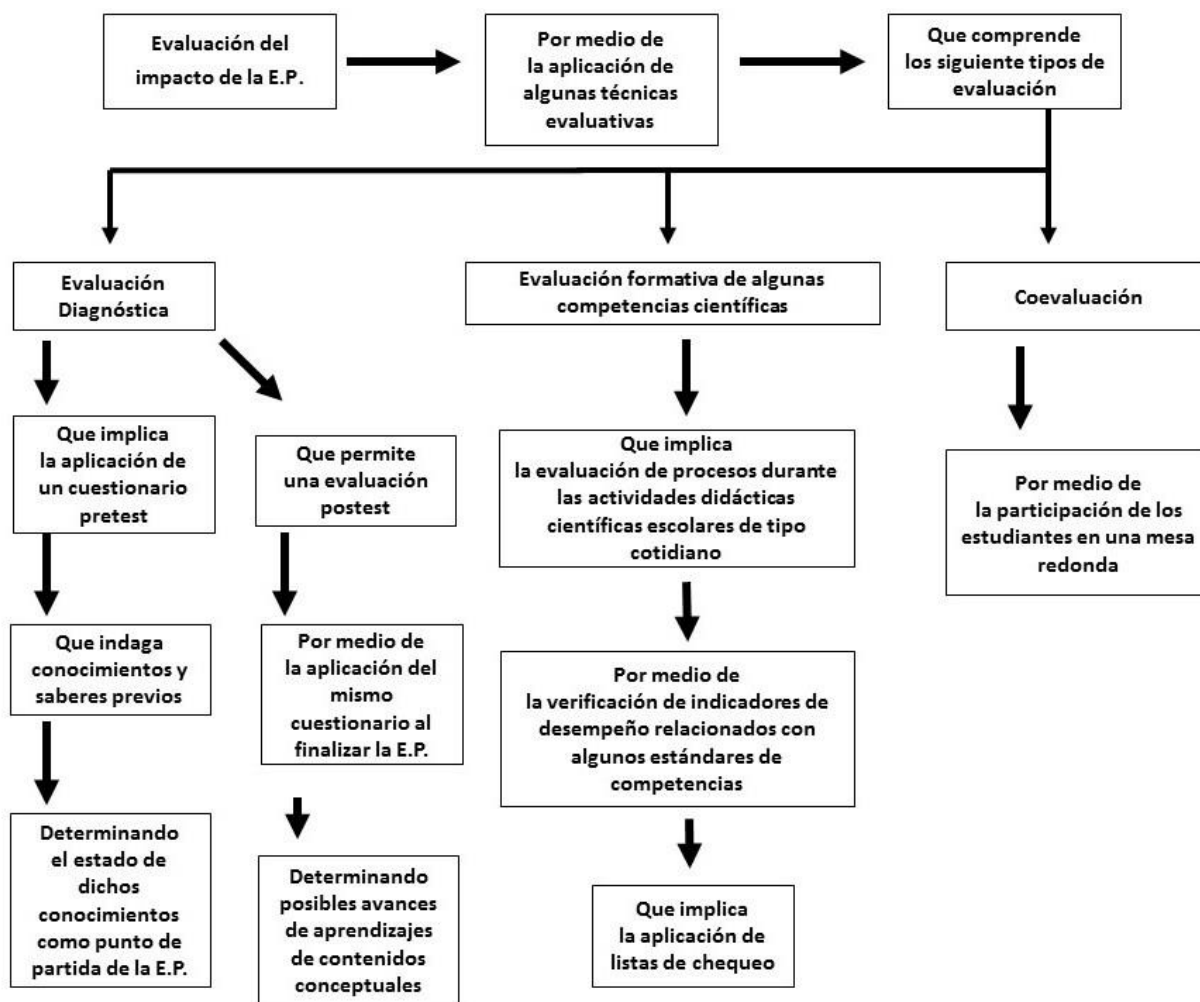 Evaluación del
impacto de la E.P.
Por medio de
la aplicación de
algunas técnicas
evaluativas
Que comprende
los siguiente tipos de
evaluación
Evaluación
Diagnóstica
Evaluación formativa de algunas
competencias científicas
Coevaluación
Que implica
la aplicación de
un cuestionario
pretest
Que permite
una evaluación
postest
Que implica
la evaluación de procesos durante
las actividades didácticas
científicas escolares de tipo
cotidiano
Por medio de
la participación de los
estudiantes en una mesa
redonda
Que indaga
conocimientos y
saberes previos
Por medio de
la aplicación del
mismo
cuestionario al
finalizar la E.P.
Por medio de
la verificación de indicadores de
desempeño relacionados con
algunos estándares de
competencias
Determinando
el estado de
dichos
conocimientos
como punto de
partida de la E.P.
Determinando
posibles avances
de aprendizajes
de contenidos
conceptuales
Que implica
la aplicación de
listas de chequeo